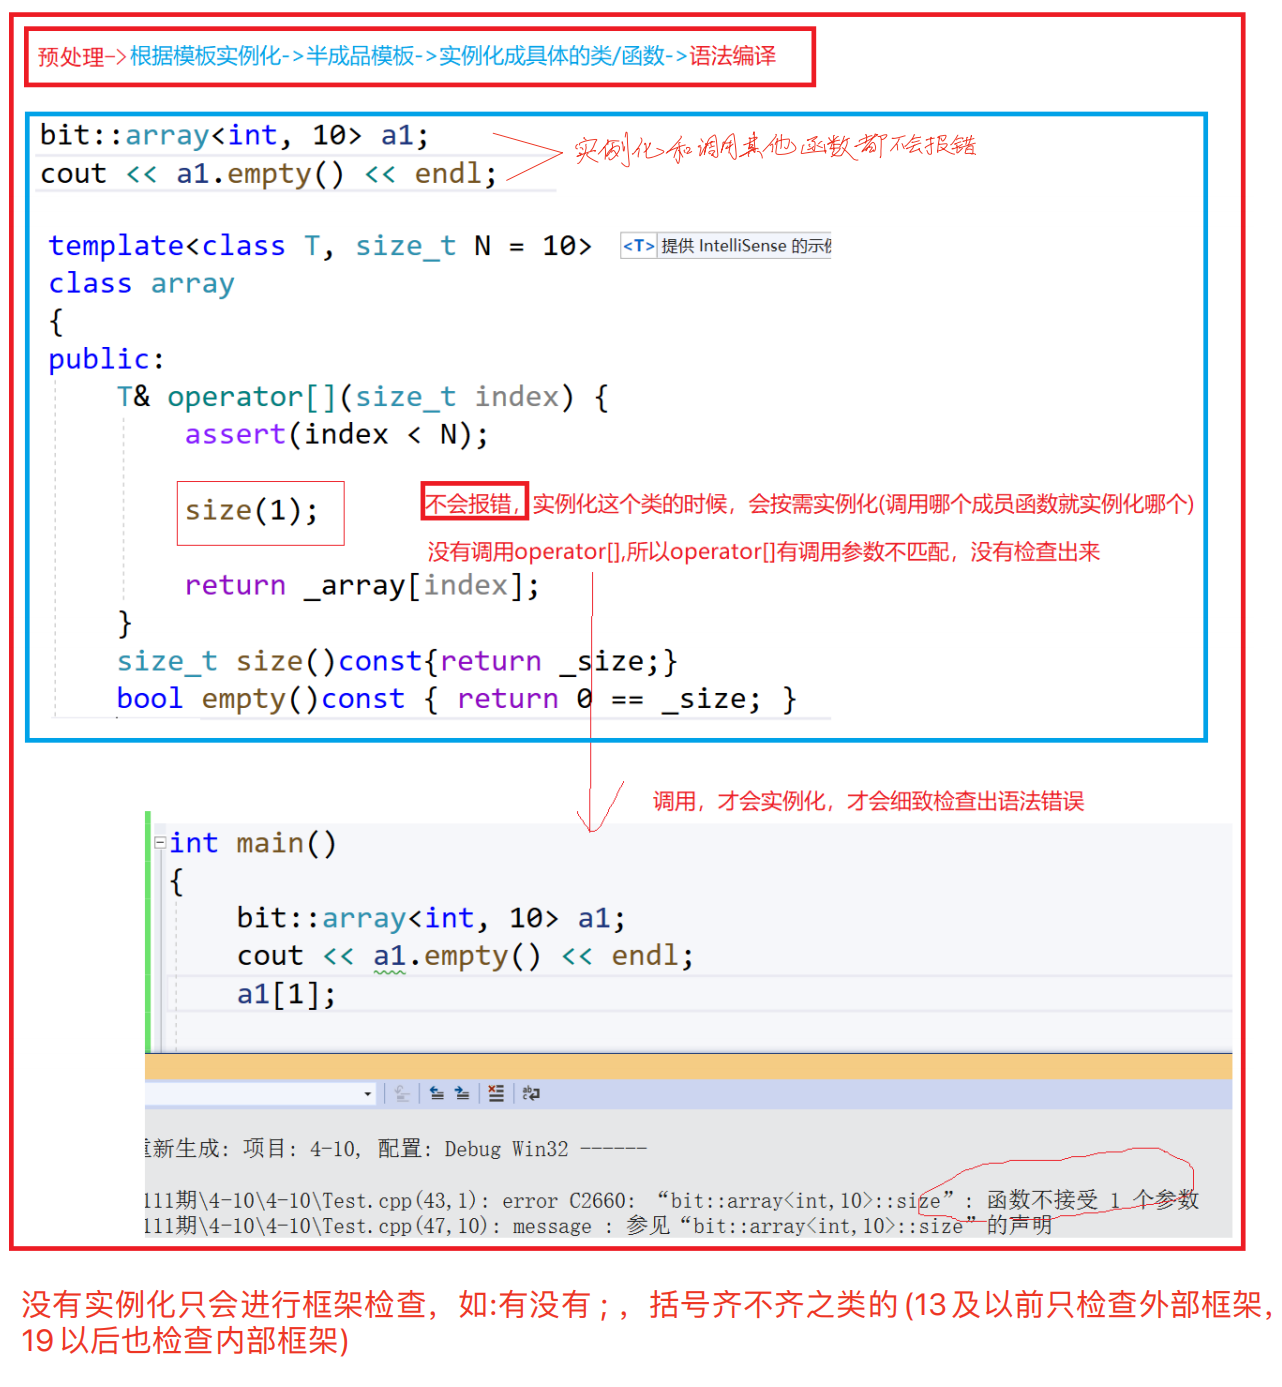 预处理->根据模板实例化->半成品模板->实例化成具体的类/函数->语法编译
bit::array<int, 10> a1;
cout << a1.empty() << endl;
实例化和调用其他函数都不会报错
template<class T, size_t N = 10>
<T> 提供 IntelliSense 的示例
class array
{
public:
T& operator[](size_t index) {
assert(index < N);
size(1);
不会报错，实例化这个类的时候，会按需实例化(调用哪个成员函数就实例化哪个)
没有调用operator[],所以operator[]有调用参数不匹配，没有检查出来
return _array[index];
}
size_t size()const{return _size;}
bool empty()const { return 0 == _size; }
调用，才会实例化，才会细致检查出语法错误
int main()
{
bit::array<int, 10> a1;
cout << a1.empty() << endl;
a1[1];
重新生成: 项目: 4-10, 配置: Debug Win32 ------
111期\4-10\4-10\Test.cpp(43,1): error C2660: “bit::array<int,10>::size”: 函数不接受 1 个参数
111期\4-10\4-10\Test.cpp(47,10): message : 参见“bit::array<int,10>::size”的声明
没有实例化只会进行框架检查，如:有没有 ; ，括号齐不齐之类的 (13 及以前只检查外部框架,
19 以后也检查内部框架)